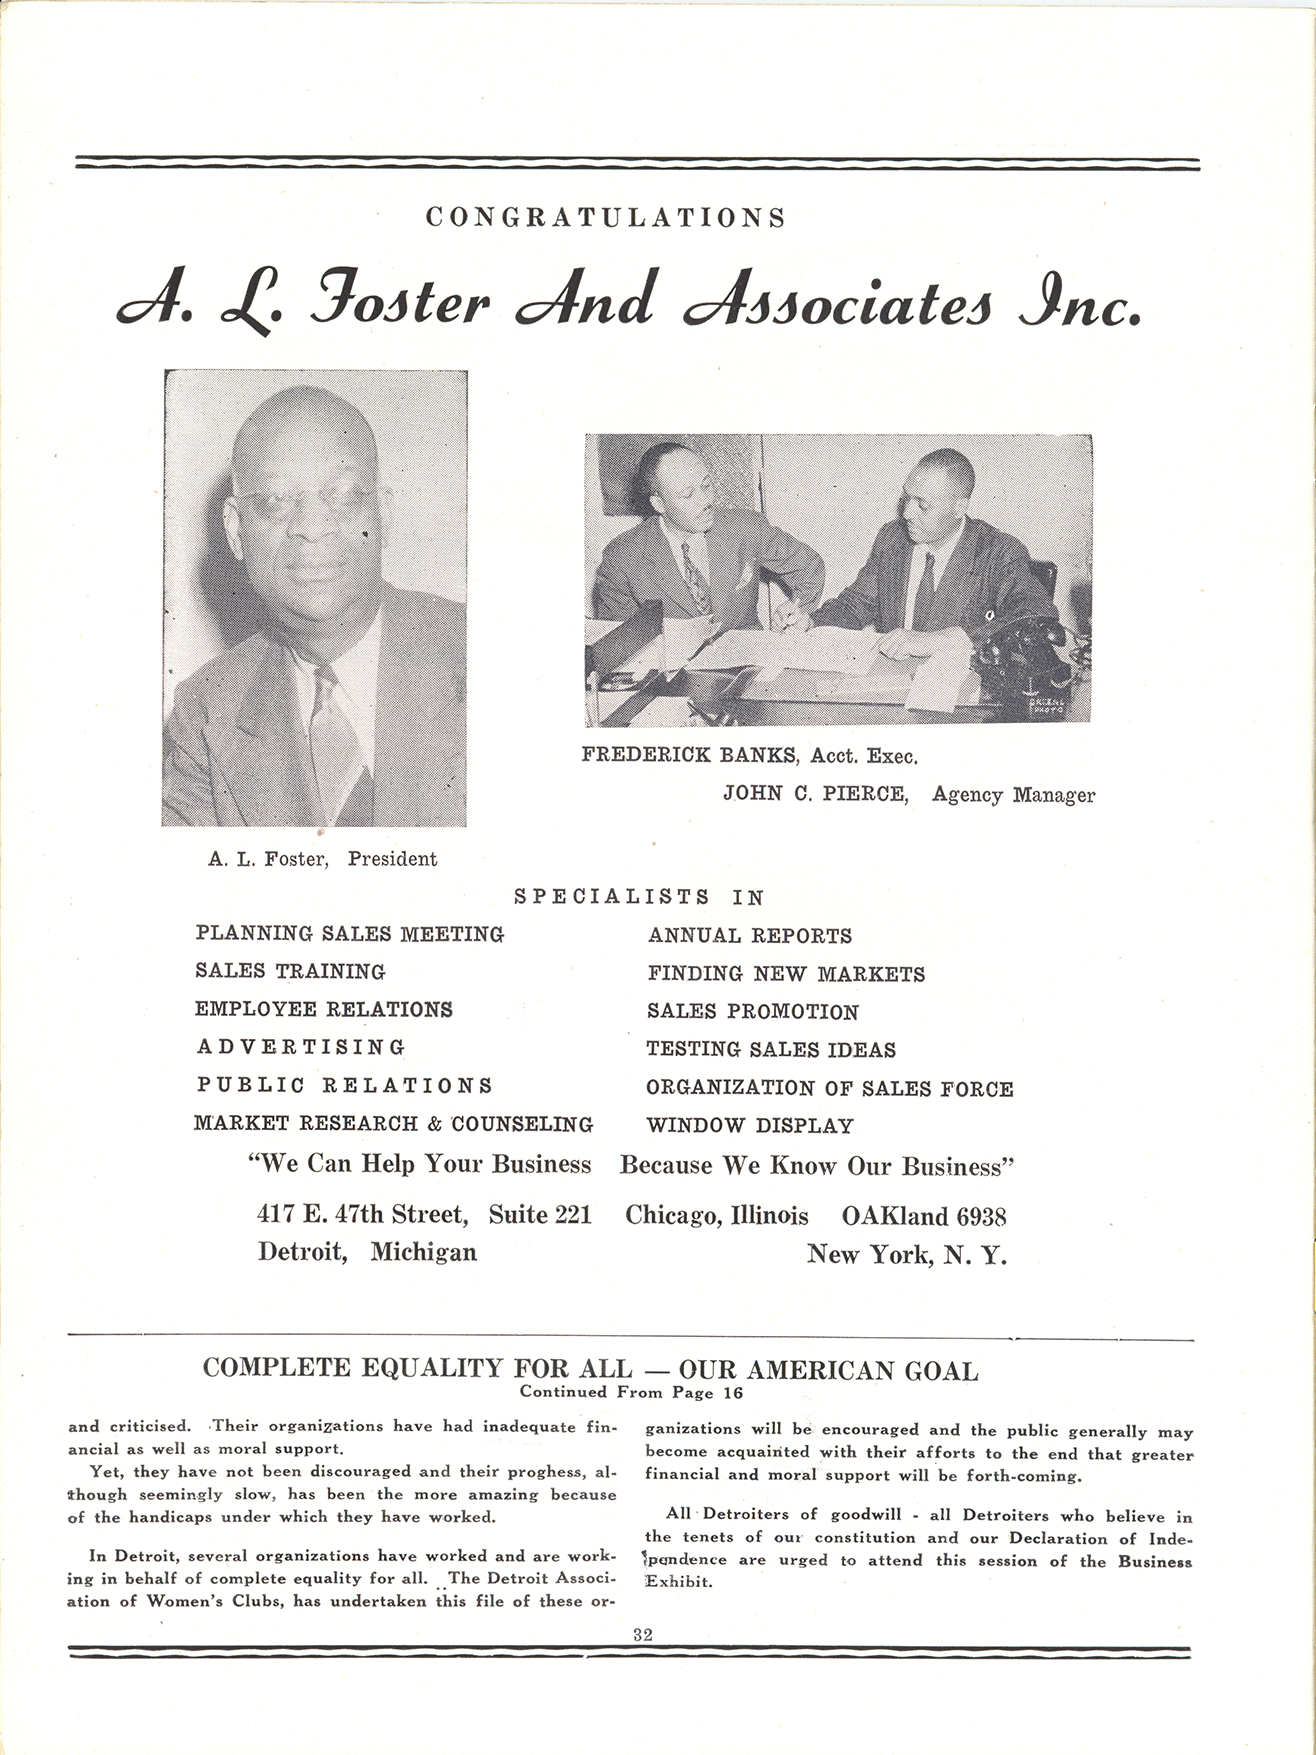 CONGRATULATIONS
A. L. Foster And Associates Inc.
GREENE
PHOTO
FREDERICK BANKS, Acct. Exec.
JOHN C. PIERCE, Agency Manager
A. L. Foster, President
SPECIALISTS IN
PLANNING SALES MEETING
SALES TRAINING
EMPLOYEE RELATIONS
ADVERTISING
PUBLIC RELATIONS
MARKET RESEARCH & COUNSELING
ANNUAL REPORTS
FINDING NEW MARKETS
SALES PROMOTION
TESTING SALES IDEAS
ORGANIZATION OF SALES FORCE
WINDOW DISPLAY
“We Can Help Your Business Because We Know Our Business”
417 E. 47th Street, Suite 221 Chicago, Illinois OAKland 6938
Detroit, Michigan New York, N. Y.
COMPLETE EQUALITY FOR ALL — OUR AMERICAN GOAL
Continued From Page 16
and criticised. Their organizations have had inadequate fin-
ancial as well as moral support.
Yet, they have not been discouraged and their proghess, al-
though seemingly slow, has been the more amazing because
of the handicaps under which they have worked.
In Detroit, several organizations have worked and are work-
ing in behalf of complete equality for all. The Detroit Associ-
ation of Women's Clubs, has undertaken this file of these or-
ganizations will be encouraged and the public generally may
become acquainted with their afforts to the end that greater
financial and moral support will be forth-coming.
All Detroiters of goodwill - all Detroiters who believe in
the tenets of our constitution and our Declaration of Inde-
pendence are urged to attend this session of the Business
Exhibit.
32